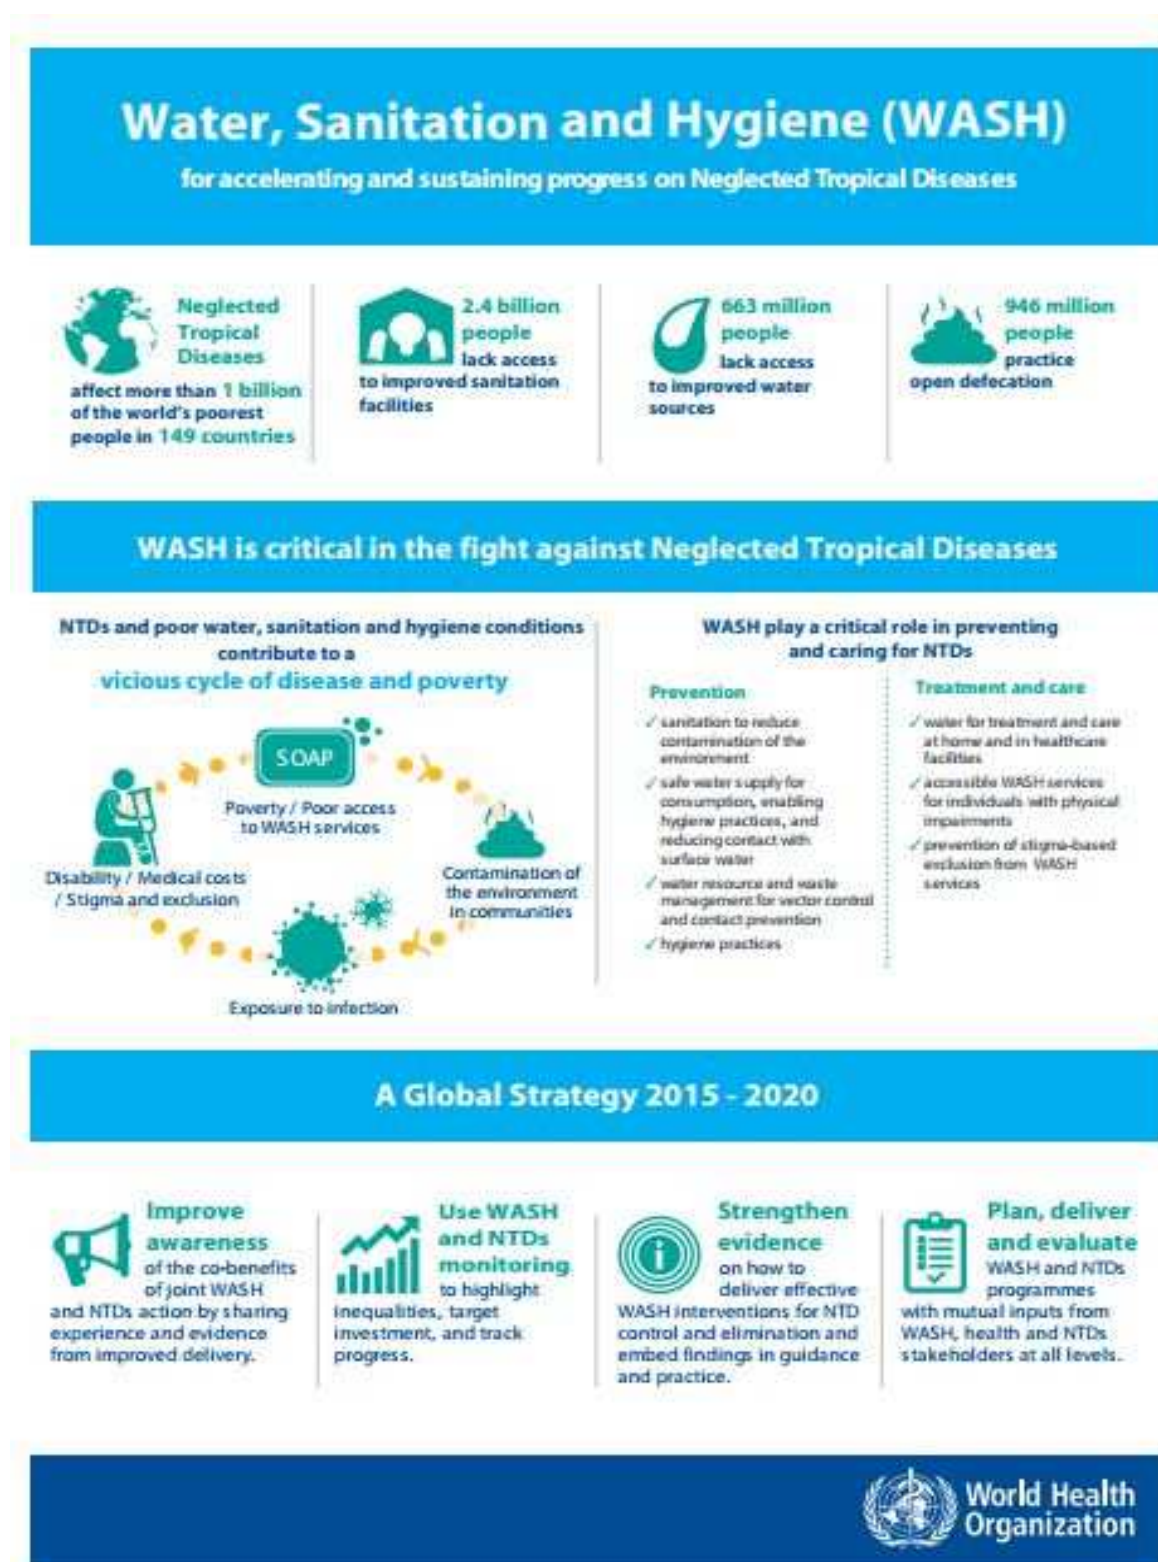 Water, Sanitation and Hygiene (WASH)
for accelerating and sustaining progress on Neglected Tropical Diseases
Neglected
Tropical
Diseases
affect more than 1 billion
of the world's poorest
people in 149 countries
2.4 billion
people
lack access
to improved sanitation
facilities
663 million
people
lack access
to improved water
sources
946 million
people
practice
open defecation
WASH is critical in the fight against Neglected Tropical Diseases
NTDs and poor water, sanitation and hygiene conditions
contribute to a
vicious cycle of disease and poverty
SOAP
Poverty / Poor access
to WASH services
Contamination of
the environment
in communities
Exposure to infection
Disability / Medical costs
/ Stigma and exclusion
WASH play a critical role in preventing
and caring for NTDs
Prevention
✓ sanitation to reduce
contamination of the
environment
✓ safe water supply for
consumption, enabling
hygiene practices, and
reducing contact with
surface water
✓ water resource and waste
management for vector control
and contact prevention
✓ hygiene practices
Treatment and care
✓ water for treatment and care
at home and in healthcare
facilities
✓ accessible WASH services
for individuals with physical
impairments
✓ prevention of stigma-based
exclusion from WASH
services
A Global Strategy 2015 - 2020
Improve
awareness
of the co-benefits
of joint WASH
and NTDs action by sharing
experience and evidence
from improved delivery.
Use WASH
and NTDs
monitoring
to highlight
inequalities, target
investment, and track
progress.
Strengthen
evidence
on how to
deliver effective
WASH interventions for NTD
control and elimination and
embed findings in guidance
and practice.
Plan, deliver
and evaluate
WASH and NTDs
programmes
with mutual inputs from
WASH, health and NTDs
stakeholders at all levels.
World Health
Organization